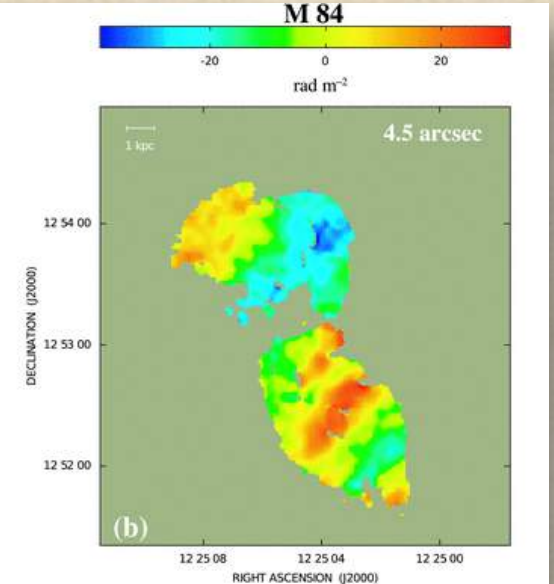 M 84
-20 0 20
rad m⁻²
4.5 arcsec
1 kpc
12 54 00
12 53 00
12 52 00
DECLINATION (J2000)
(b)
12 25 08 12 25 04 12 25 00
RIGHT ASCENSION (J2000)